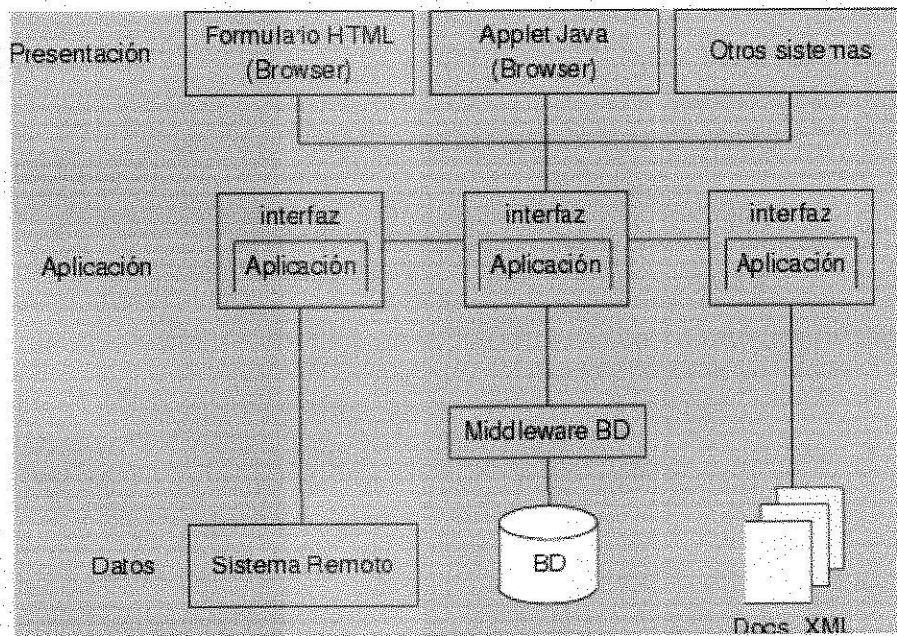 Presentación
Formulario HTML
(Browser)
Applet Java
(Browser)
Otros sistemas
Aplicación
interfaz
Aplicación
interfaz
Aplicación
interfaz
Aplicación
Middleware BD
Datos
Sistema Remoto
BD
Docs XML